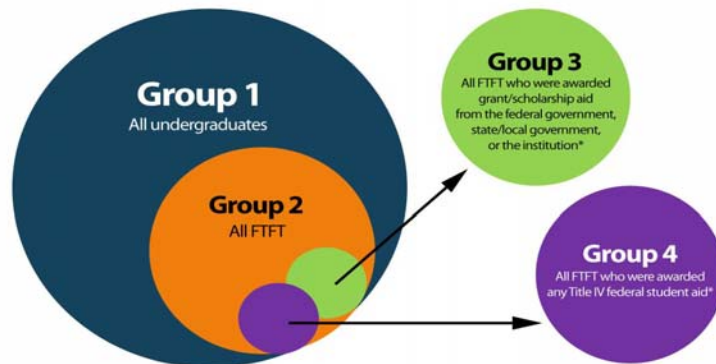 Group 1
All undergraduates
Group 2
All FTFT
Group 3
All FTFT who were awarded
grant/scholarship aid
from the federal government,
state/local government,
or the institution*
Group 4
All FTFT who were awarded
any Title IV federal student aid*